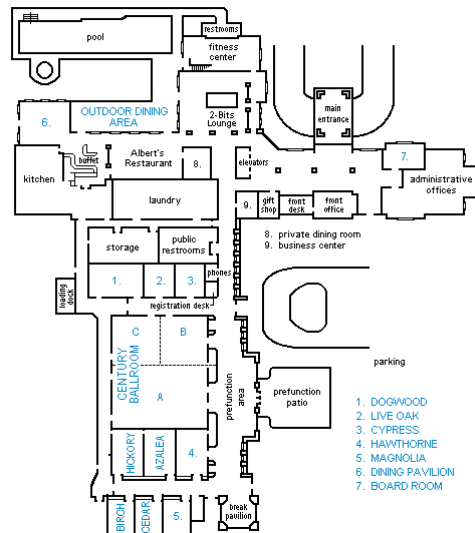 restrooms
pool
fitness
center
2-Bits
Lounge
main
entrance
OUTDOOR DINING
AREA
6.
buffet
Albert's
Restaurant
8.
elevators
7.
kitchen
administrative
offices
laundry
9.
gift
shop
front
desk
front
office
8. private dining room
9. business center
storage
public
restrooms
phones
1.
2.
3.
loading
dock
registration desk
C
B
CENTURY
BALLROOM
A
prefunction
area
parking
prefunction
patio
HICKORY
AZALEA
4.
1. DOGWOOD
2. LIVE OAK
3. CYPRESS
4. HAWTHORNE
5. MAGNOLIA
6. DINING PAVILION
7. BOARD ROOM
BIRCH
CEDAR
5.
break
pavilion